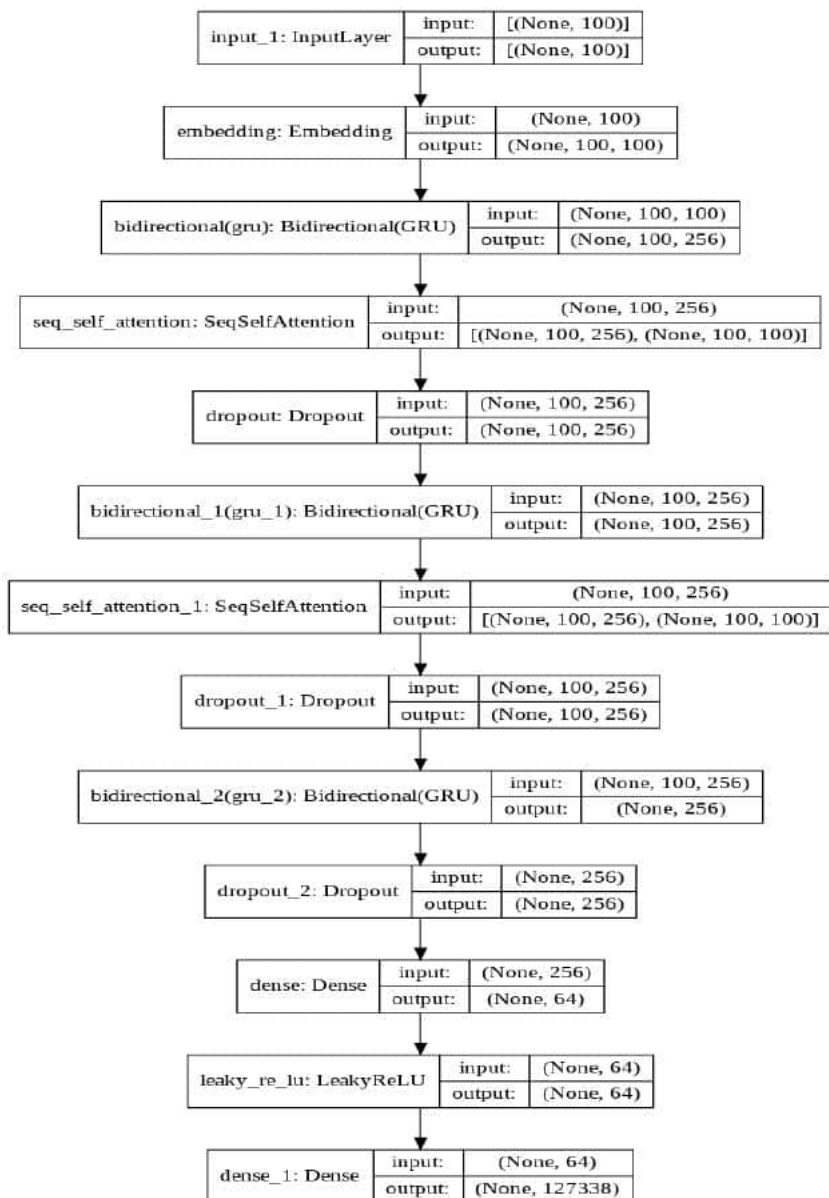 input_1: InputLayer input: [(None, 100)]
output: [(None, 100)]
embedding: Embedding input: (None, 100)
output: (None, 100, 100)
bidirectional(gru): Bidirectional(GRU) input: (None, 100, 100)
output: (None, 100, 256)
seq_self_attention: SeqSelfAttention input: (None, 100, 256)
output: [(None, 100, 256), (None, 100, 100)]
dropout: Dropout input: (None, 100, 256)
output: (None, 100, 256)
bidirectional_1(gru_1): Bidirectional(GRU) input: (None, 100, 256)
output: (None, 100, 256)
seq_self_attention_1: SeqSelfAttention input: (None, 100, 256)
output: [(None, 100, 256), (None, 100, 100)]
dropout_1: Dropout input: (None, 100, 256)
output: (None, 100, 256)
bidirectional_2(gru_2): Bidirectional(GRU) input: (None, 100, 256)
output: (None, 256)
dropout_2: Dropout input: (None, 256)
output: (None, 256)
dense: Dense input: (None, 256)
output: (None, 64)
leaky_re_lu: LeakyReLU input: (None, 64)
output: (None, 64)
dense_1: Dense input: (None, 64)
output: (None, 127338)